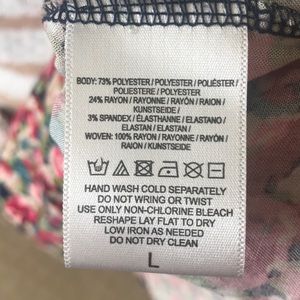 BODY: 73% POLYESTER / POLYESTER / POLIÉSTER /
POLIESTERE / POLYESTER
24% RAYON / RAYONNE / RAYÓN / RAION /
KUNSTSEIDE /
3% SPANDEX / ÉLASTHANNE / ELASTANO /
ELASTAN / ELASTAN /
WOVEN: 100% RAYON / RAYONNE / RAYÓN /
RAION / KUNSTSEIDE
HAND WASH COLD SEPARATELY
DO NOT WRING OR TWIST
USE ONLY NON-CHLORINE BLEACH
RESHAPE LAY FLAT TO DRY
LOW IRON AS NEEDED
DO NOT DRY CLEAN
L